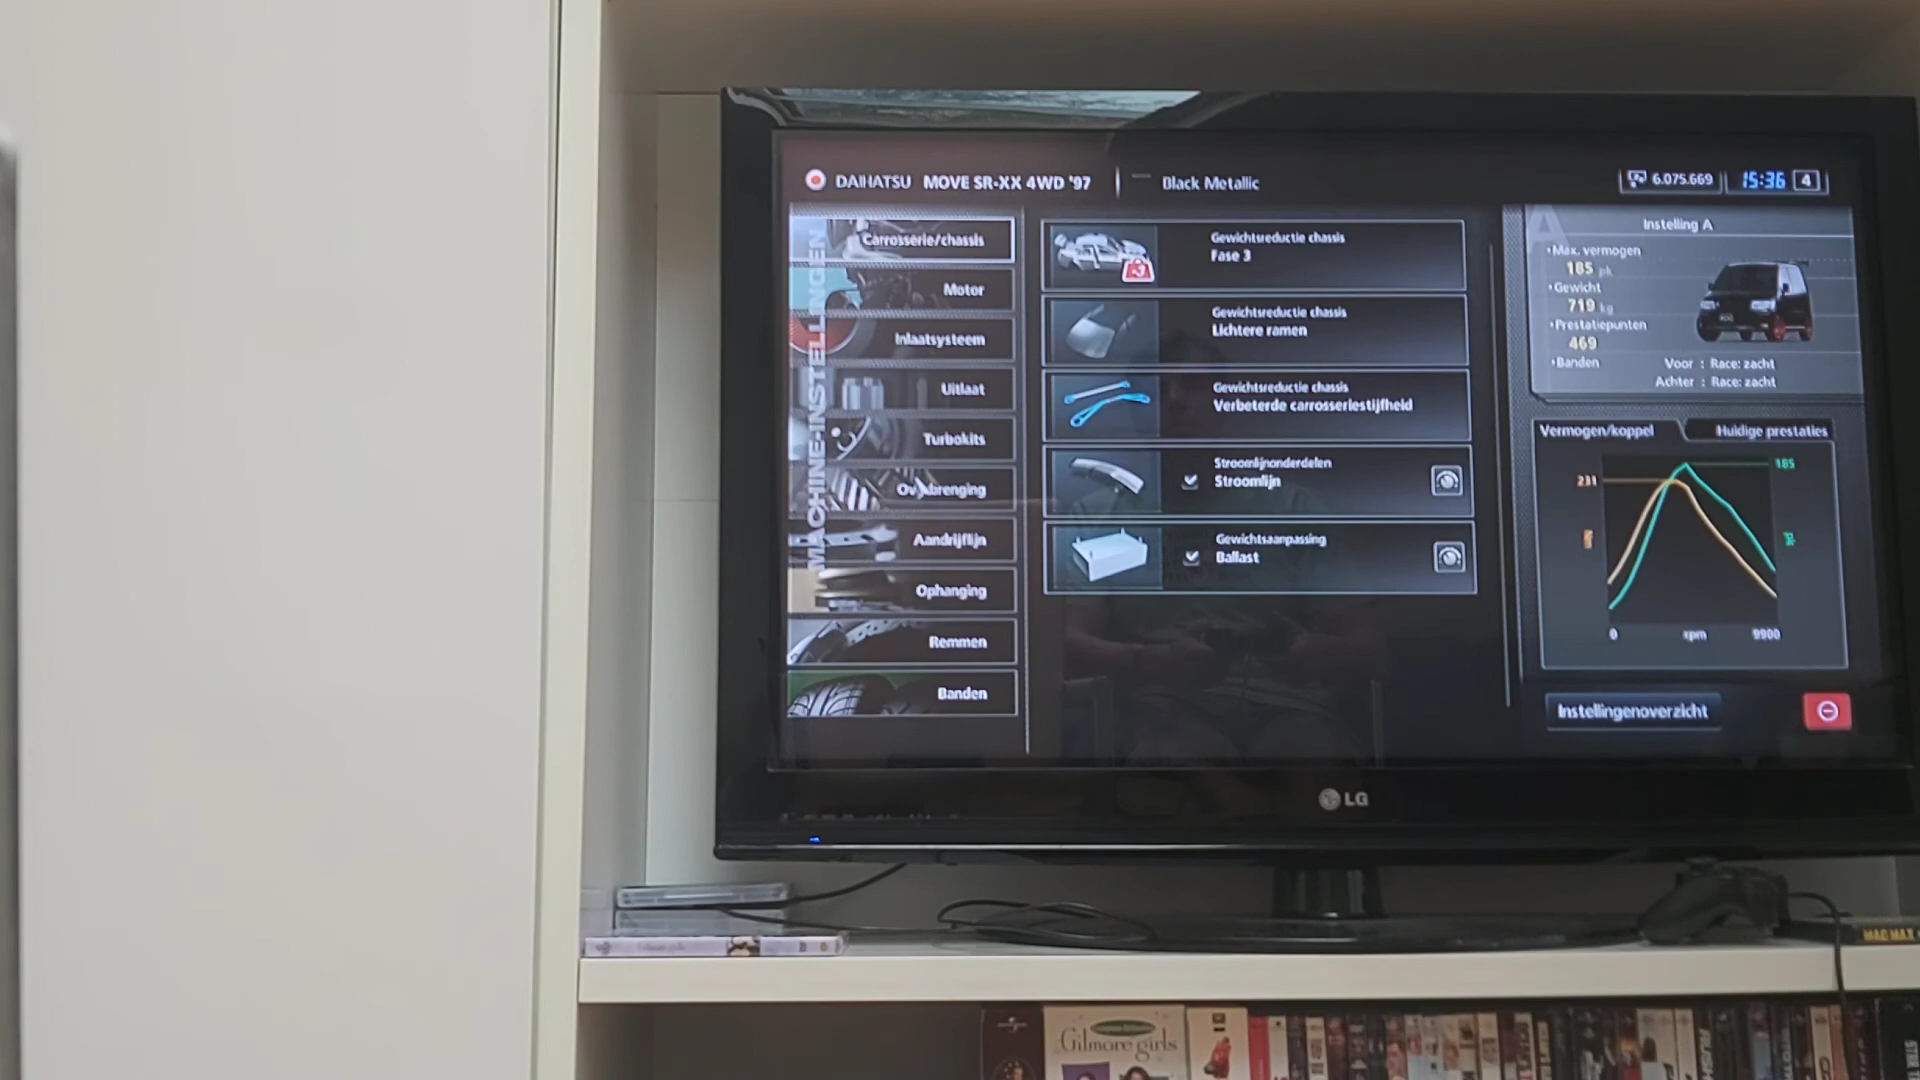 DAIHATSU MOVE SR-XX 4WD '97
Black Metallic
6.075.669
15:36 4
MACHINE-INSTELLINGEN
Carrosserie/chassis
Motor
Inlaatsysteem
Uitlaat
Turbokits
Overbrenging
Aandrijflijn
Ophanging
Remmen
Banden
Gewichtsreductie chassis
Fase 3
Gewichtsreductie chassis
Lichtere ramen
Gewichtsreductie chassis
Verbeterde carrosseriestijfheid
Stroomlijnonderdelen
Stroomlijn
Gewichtsaanpassing
Ballast
A
Instelling A
Max. vermogen
185 pk
Gewicht
719 kg
Prestatiepunten
469
Banden
Voor : Race: zacht
Achter : Race: zacht
Vermogen/koppel
Huidige prestaties
231
185
pk
0 rpm 9900
Instellingenoverzicht
LG
MAD MAX
Gilmore girls